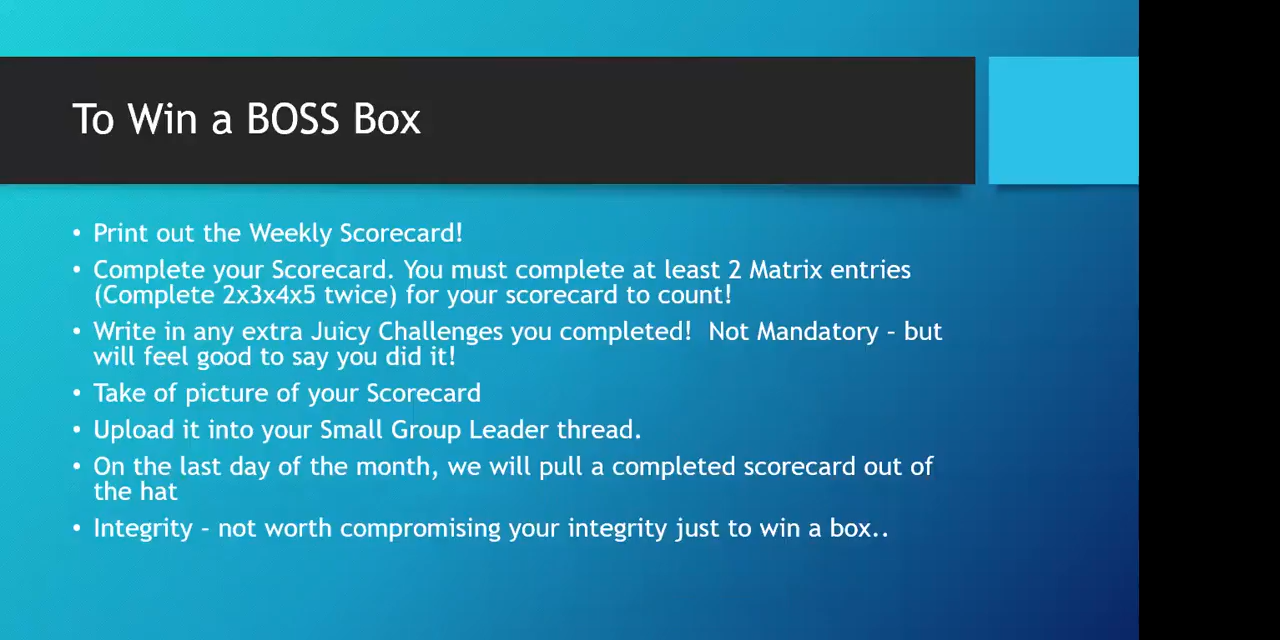 To Win a BOSS Box
• Print out the Weekly Scorecard!
• Complete your Scorecard. You must complete at least 2 Matrix entries
(Complete 2x3x4x5 twice) for your scorecard to count!
• Write in any extra Juicy Challenges you completed!  Not Mandatory – but
will feel good to say you did it!
• Take of picture of your Scorecard
• Upload it into your Small Group Leader thread.
• On the last day of the month, we will pull a completed scorecard out of
the hat
• Integrity – not worth compromising your integrity just to win a box..